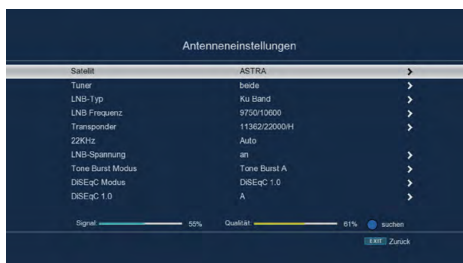 Antenneneinstellungen
Satellit ASTRA
Tuner beide
LNB-Typ Ku Band
LNB Frequenz 9750/10600
Transponder 11362/22000/H
22KHz Auto
LNB-Spannung an
Tone Burst Modus Tone Burst A
DiSEqC Modus DiSEqC 1.0
DiSEqC 1.0 A
Signal: 55% Qualität: 61% suchen
EXIT Zurück